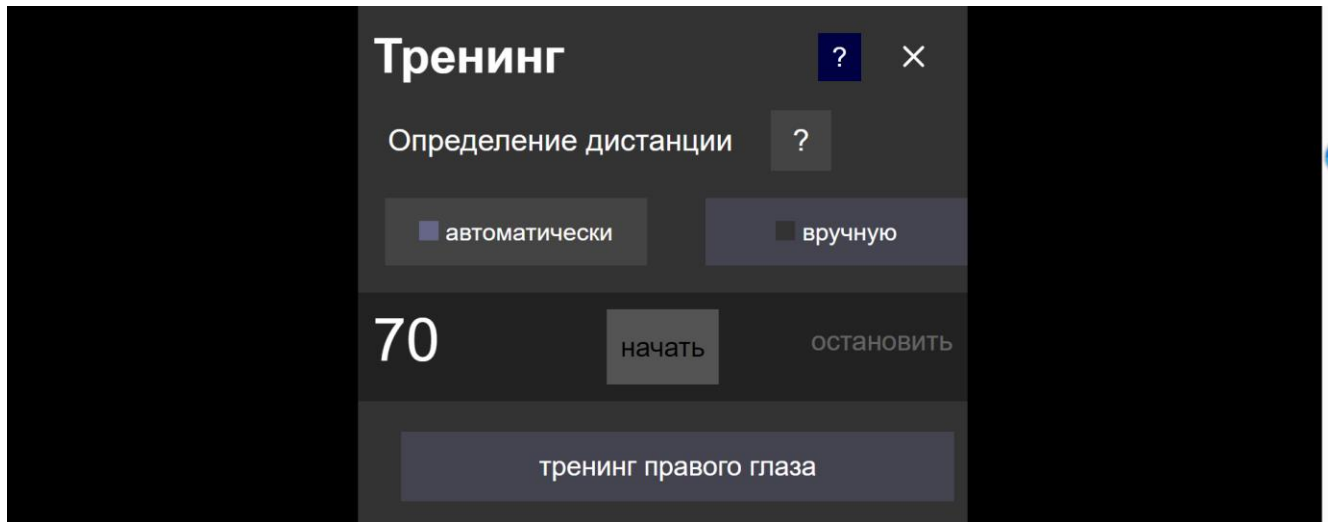 Тренинг ? ×
Определение дистанции ?
автоматически вручную
70 начать остановить
тренинг правого глаза